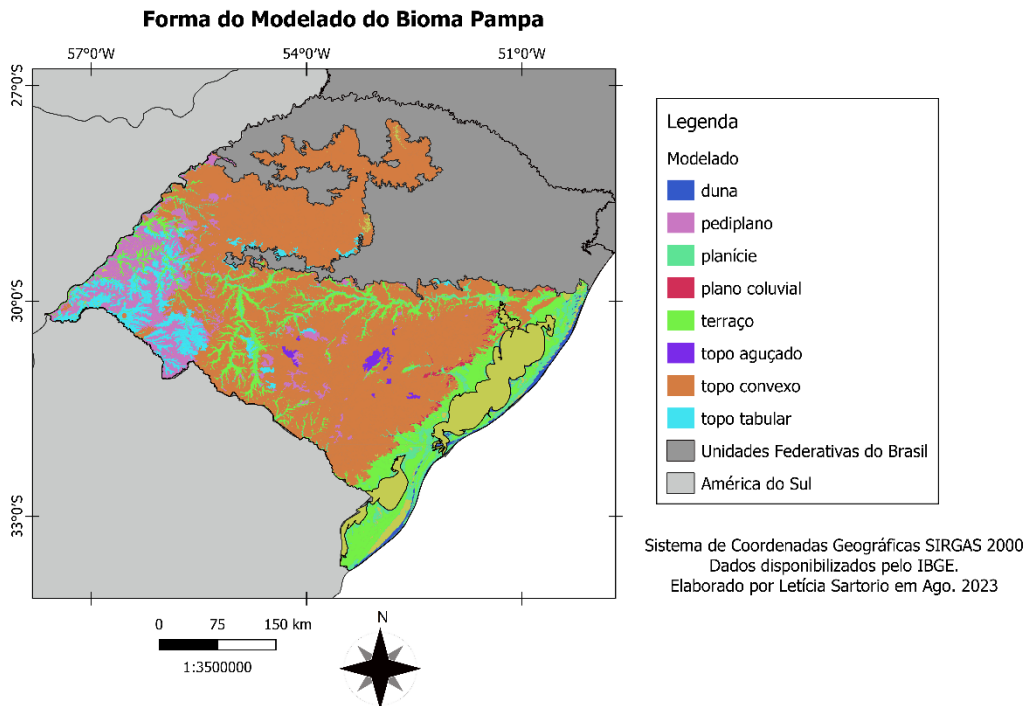 Forma do Modelado do Bioma Pampa
57°0'W
54°0'W
51°0'W
27°0'S
30°0'S
33°0'S
Legenda
Modelado
duna
pediplano
planície
plano coluvial
terraço
topo aguçado
topo convexo
topo tabular
Unidades Federativas do Brasil
América do Sul
Sistema de Coordenadas Geográficas SIRGAS 2000
Dados disponibilizados pelo IBGE.
Elaborado por Letícia Sartorio em Ago. 2023
0 75 150 km
1:3500000
N